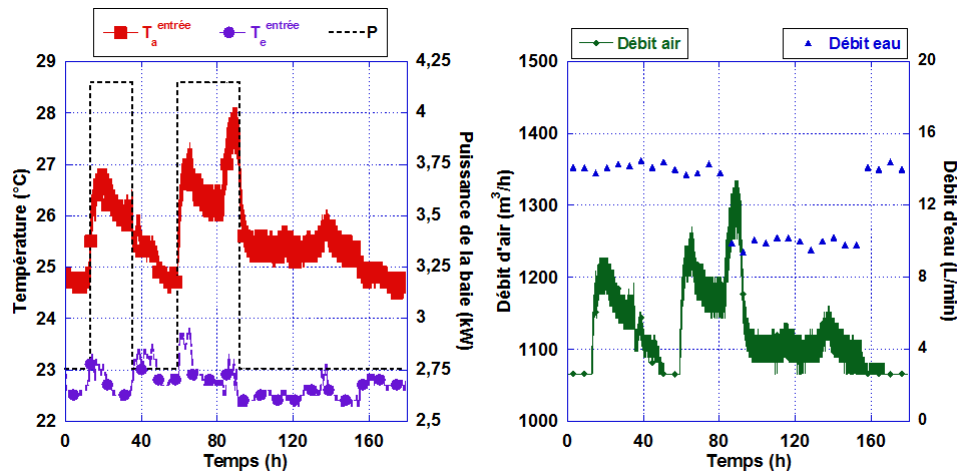 T_a^entrée T_e^entrée P
Température (°C)
29
28
27
26
25
24
23
22
4,25
4
3,75
3,5
3,25
3
2,75
2,5
Puissance de la baie (kW)
0 40 80 120 160
Temps (h)
Débit air Débit eau
Débit d'air (m³/h)
1500
1400
1300
1200
1100
1000
20
16
12
8
4
0
Débit d'eau (L/min)
0 40 80 120 160
Temps (h)